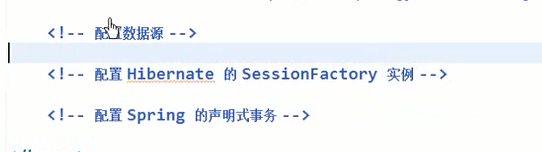 <!-- 配置数据源 -->
<!-- 配置 Hibernate 的 SessionFactory 实例 -->
<!-- 配置 Spring 的声明式事务 -->